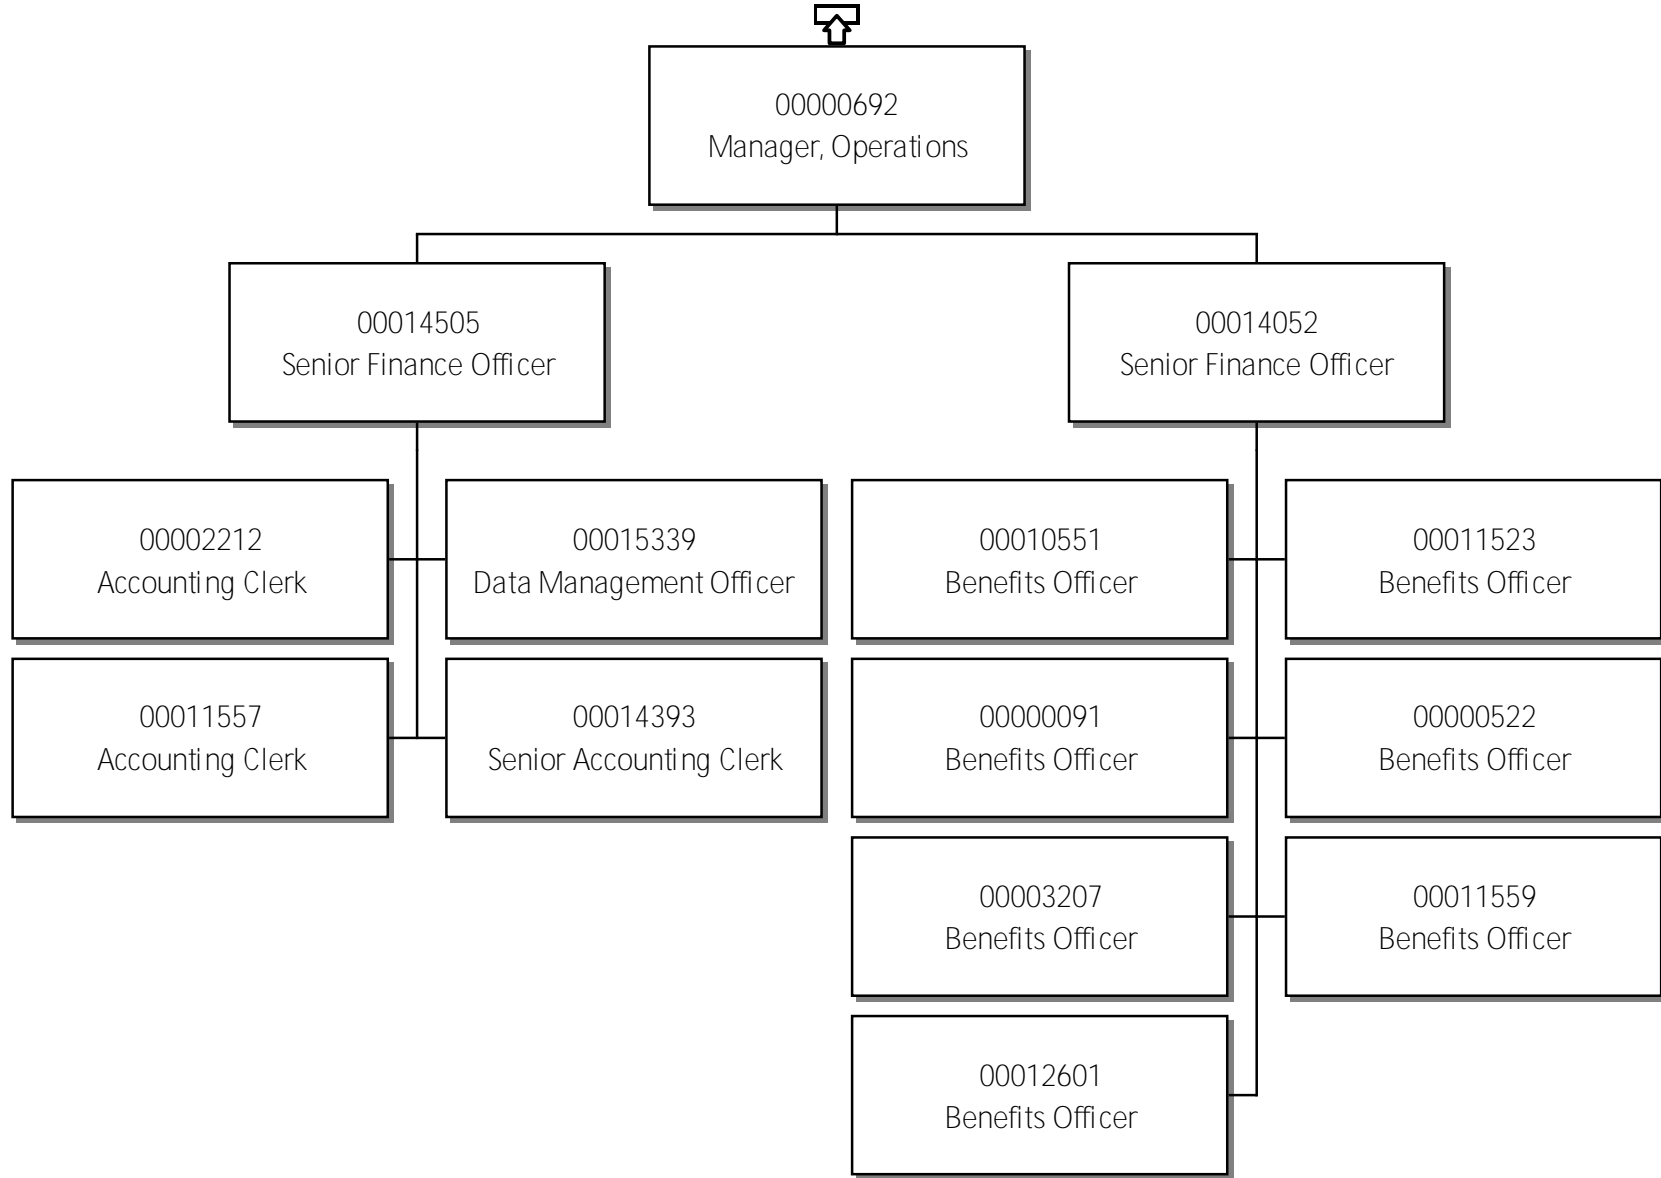 00000692
Manager, Operations
00014505
Senior Finance Officer
00014052
Senior Finance Officer
00002212
Accounting Clerk
00015339
Data Management Officer
00010551
Benefits Officer
00011523
Benefits Officer
00011557
Accounting Clerk
00014393
Senior Accounting Clerk
00000091
Benefits Officer
00000522
Benefits Officer
00003207
Benefits Officer
00011559
Benefits Officer
00012601
Benefits Officer